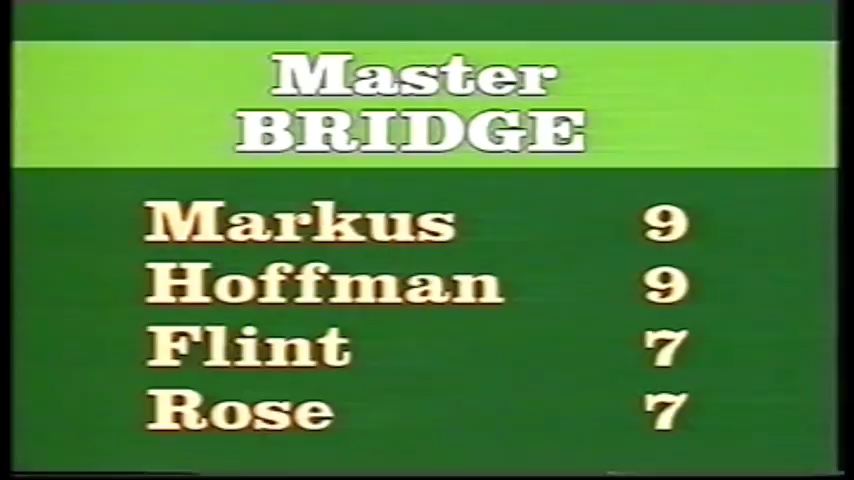 Master
BRIDGE
Markus 9
Hoffman 9
Flint 7
Rose 7